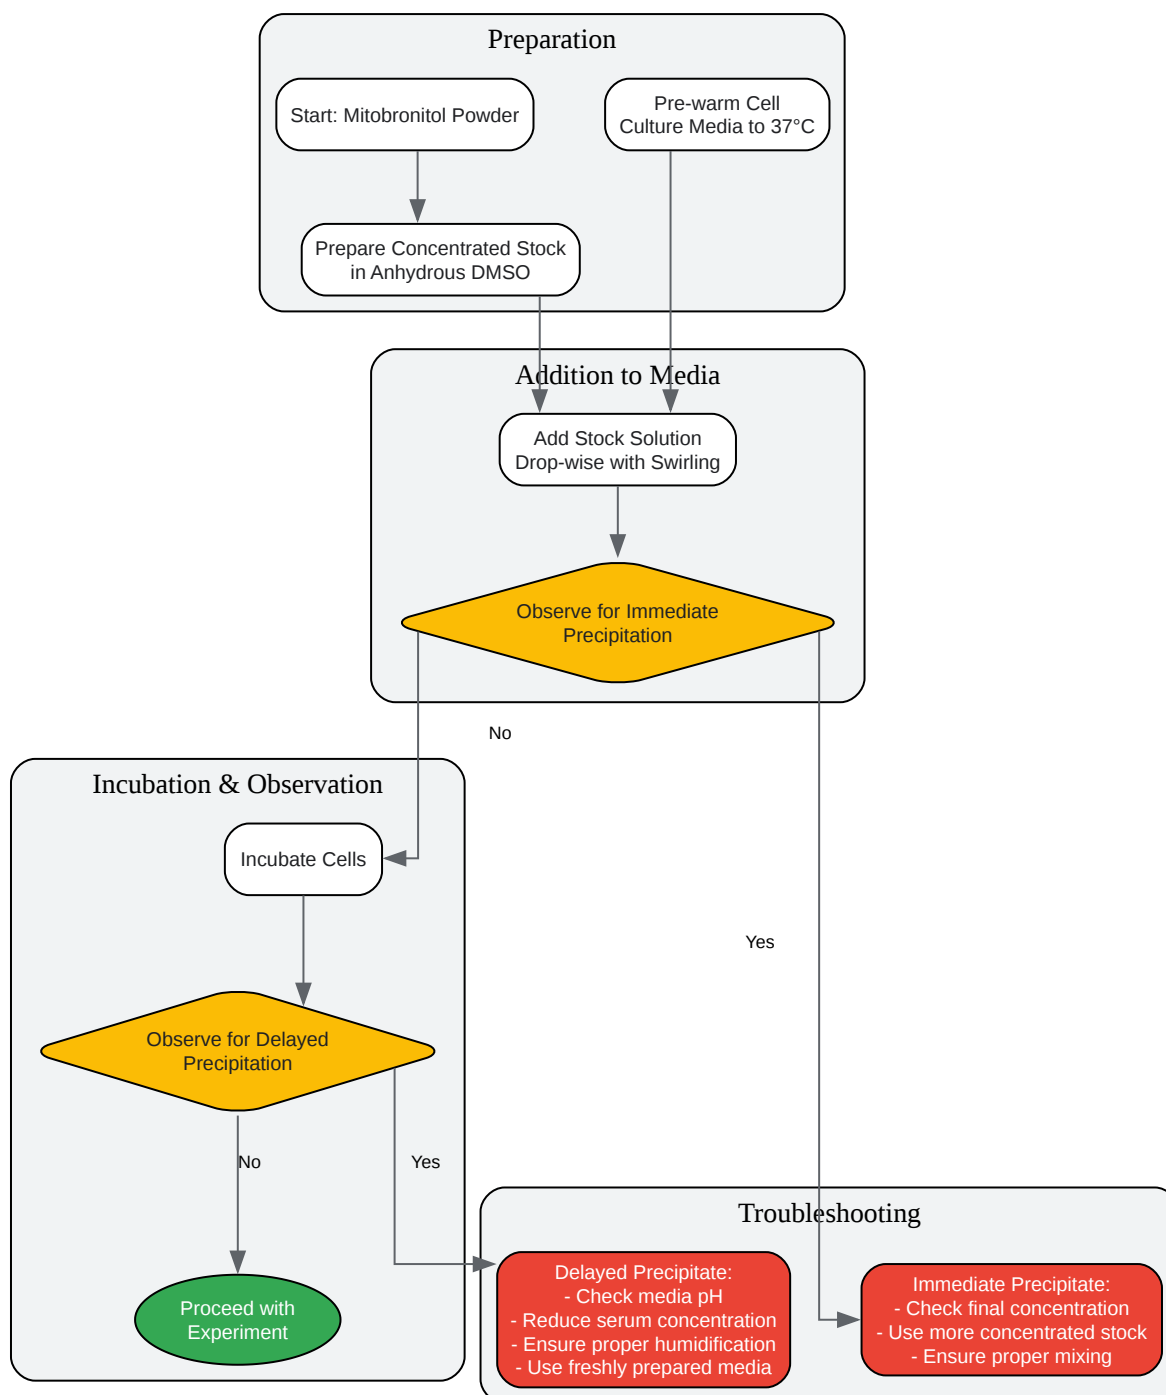 Preparation
Start: Mitobronitol Powder
Pre-warm Cell
Culture Media to 37°C
Prepare Concentrated Stock
in Anhydrous DMSO
Addition to Media
Add Stock Solution
Drop-wise with Swirling
Observe for Immediate
Precipitation
No
Yes
Incubation & Observation
Incubate Cells
Observe for Delayed
Precipitation
No
Yes
Proceed with
Experiment
Troubleshooting
Delayed Precipitate:
- Check media pH
- Reduce serum concentration
- Ensure proper humidification
- Use freshly prepared media
Immediate Precipitate:
- Check final concentration
- Use more concentrated stock
- Ensure proper mixing